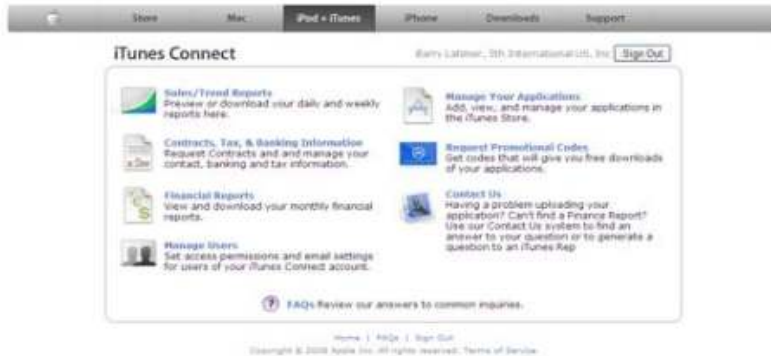 Store Mac iPod + iTunes iPhone Downloads Support
iTunes Connect
Sign Out
Sales/Trend Reports
Preview or download your daily and weekly
reports here.
Contracts, Tax, & Banking Information
Request Contracts and and manage your
contact, banking and tax information.
Financial Reports
View and download your monthly financial
reports.
Manage Users
Set access permissions and email settings
for users of your iTunes Connect account.
Manage Your Applications
Add, view, and manage your applications in
the iTunes Store.
Request Promotional Codes
Get codes that will give you free downloads
of your applications.
Contact Us
Having a problem uploading your
application? Can't find a Finance Report?
Use our Contact Us system to find an
answer to your question or to generate a
question to an iTunes Rep
FAQs Review our answers to common inquiries.
Home | FAQs | Sign Out
Copyright © 2008 Apple Inc. All rights reserved. Terms of Service.